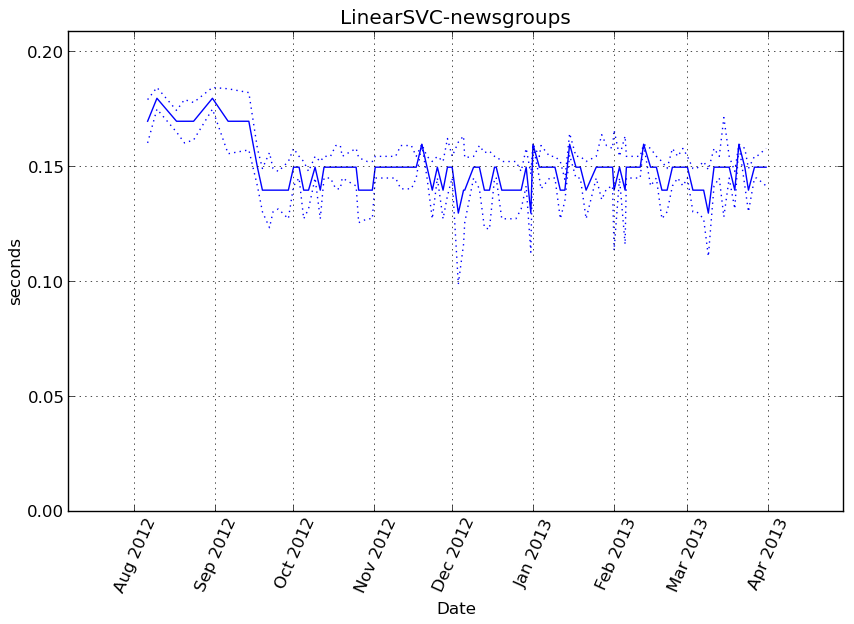 LinearSVC-newsgroups
0.20
0.15
0.10
0.05
0.00
seconds
Aug 2012
Sep 2012
Oct 2012
Nov 2012
Dec 2012
Jan 2013
Feb 2013
Mar 2013
Apr 2013
Date